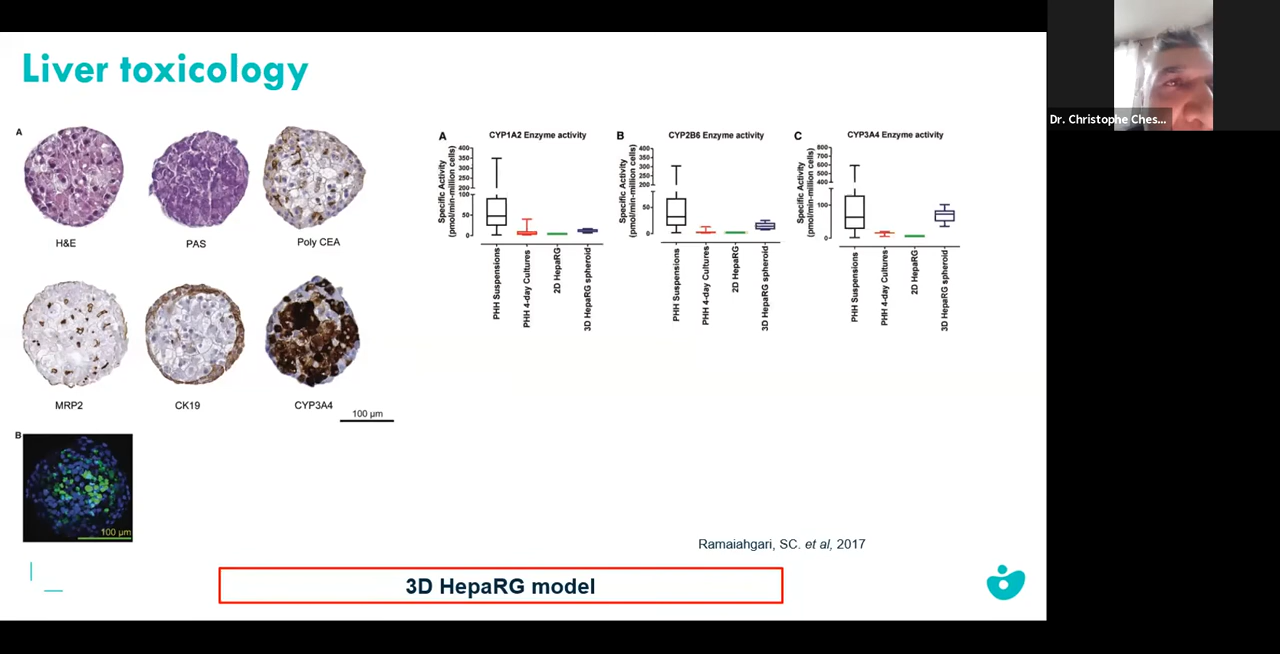 Liver toxicology
A
H&E
PAS
Poly CEA
MRP2
CK19
CYP3A4
100 µm
B
100 µm
A
CYP1A2 Enzyme activity
Specific Activity
(pmol/min-million cells)
400
350
300
250
200
100
50
0
PHH Suspensions
PHH 4-day Cultures
2D HepaRG
3D HepaRG spheroid
B
CYP2B6 Enzyme activity
Specific Activity
(pmol/min-million cells)
400
350
300
250
200
50
0
PHH Suspensions
PHH 4-day Cultures
2D HepaRG
3D HepaRG spheroid
C
CYP3A4 Enzyme activity
Specific Activity
(pmol/min-million cells)
800
700
600
500
400
100
0
PHH Suspensions
PHH 4-day Cultures
2D HepaRG
3D HepaRG spheroid
Ramaiahgari, SC. et al, 2017
3D HepaRG model
Dr. Christophe Ches...